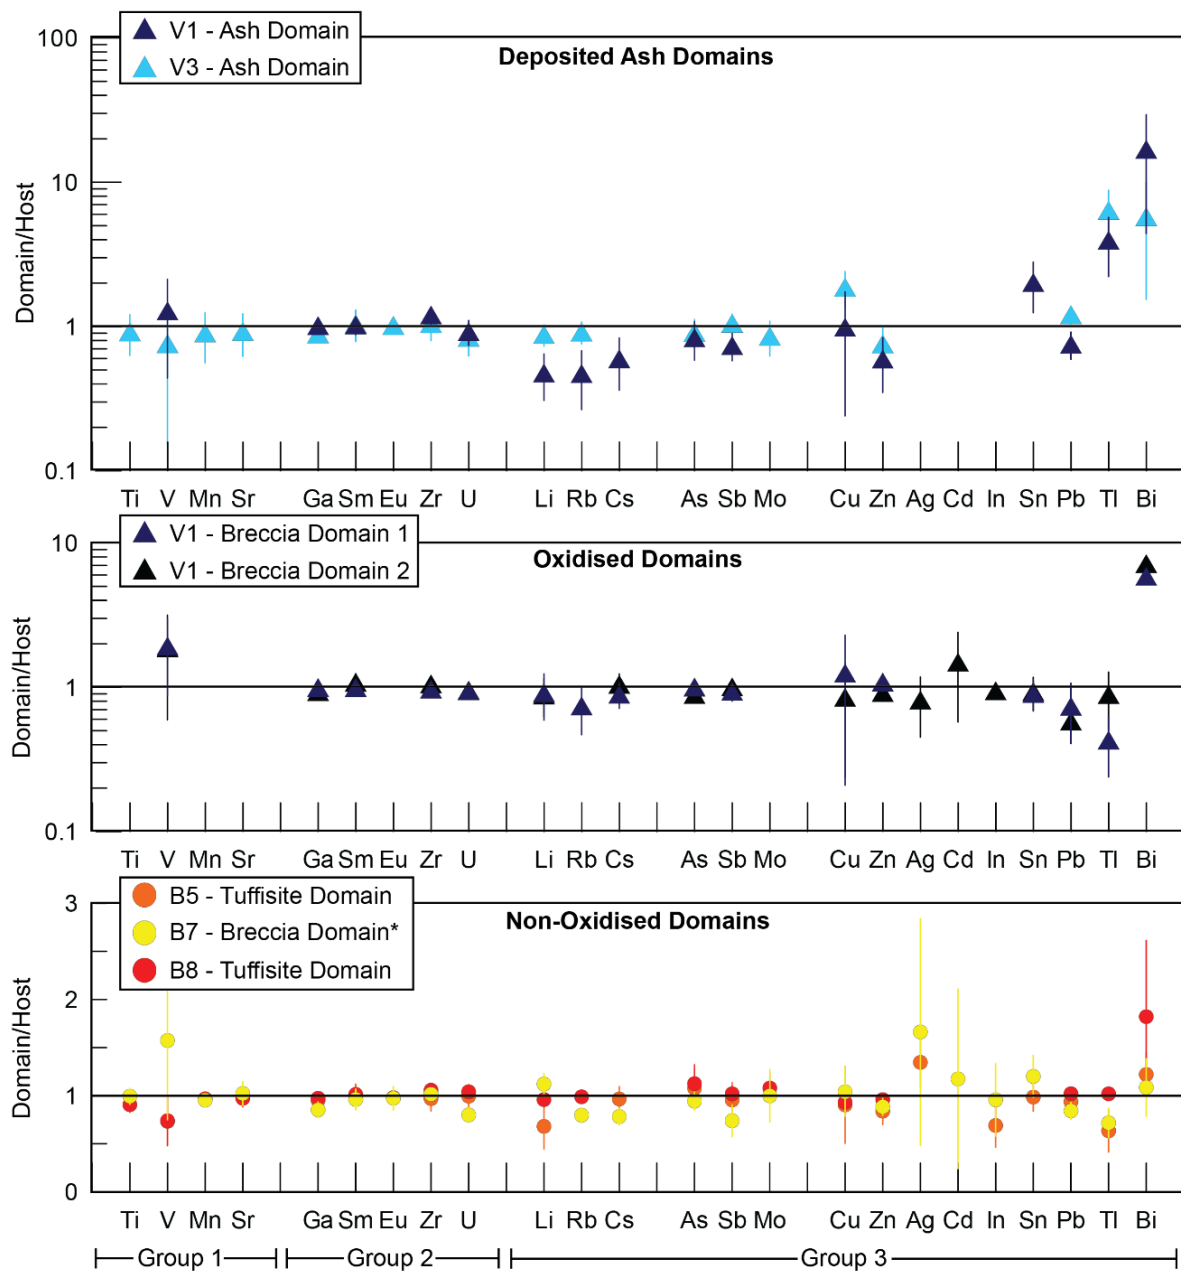 V1 - Ash Domain
V3 - Ash Domain
Deposited Ash Domains
100
10
1
0.1
Domain/Host
Ti V Mn Sr Ga Sm Eu Zr U Li Rb Cs As Sb Mo Cu Zn Ag Cd In Sn Pb Tl Bi
V1 - Breccia Domain 1
V1 - Breccia Domain 2
Oxidised Domains
10
1
0.1
Domain/Host
Ti V Mn Sr Ga Sm Eu Zr U Li Rb Cs As Sb Mo Cu Zn Ag Cd In Sn Pb Tl Bi
B5 - Tuffisite Domain
B7 - Breccia Domain*
B8 - Tuffisite Domain
Non-Oxidised Domains
3
2
1
0
Domain/Host
Ti V Mn Sr Ga Sm Eu Zr U Li Rb Cs As Sb Mo Cu Zn Ag Cd In Sn Pb Tl Bi
Group 1 Group 2 Group 3